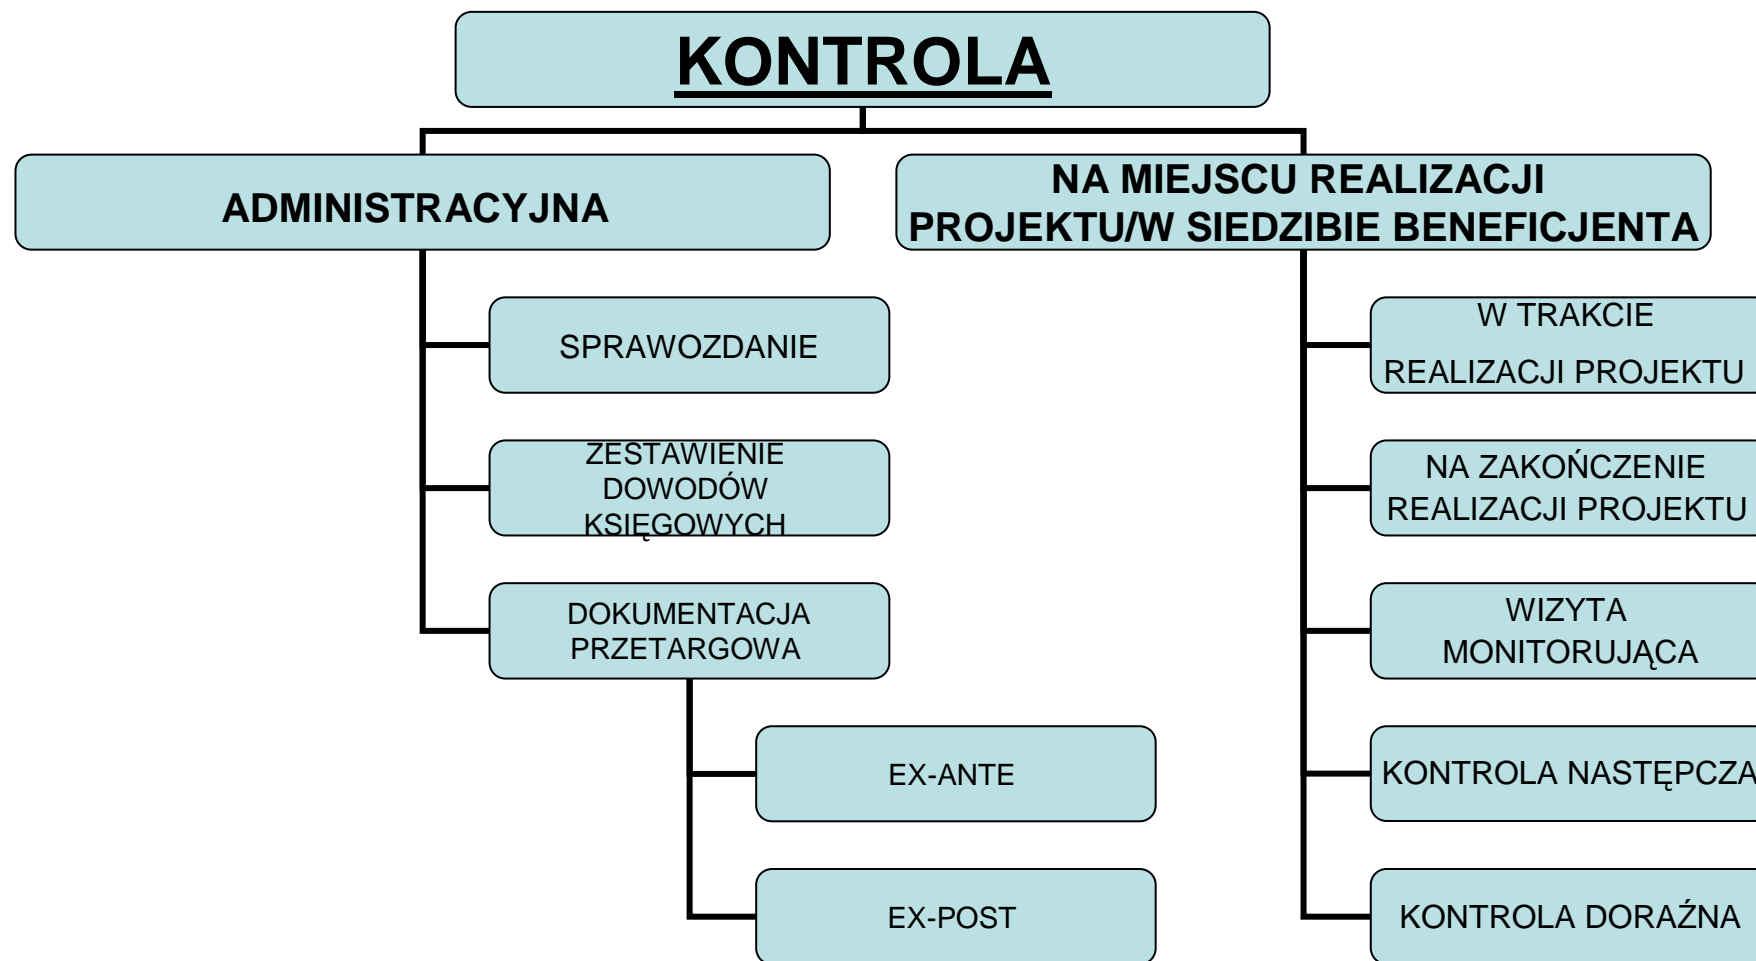 KONTROLA
ADMINISTRACYJNA
NA MIEJSCU REALIZACJI
PROJEKTU/W SIEDZIBIE BENEFICJENTA
SPRAWOZDANIE
ZESTAWIENIE
DOWODÓW
KSIĘGOWYCH
DOKUMENTACJA
PRZETARGOWA
EX-ANTE
EX-POST
W TRAKCIE
REALIZACJI PROJEKTU
NA ZAKOŃCZENIE
REALIZACJI PROJEKTU
WIZYTA
MONITORUJĄCA
KONTROLA NASTĘPCZA
KONTROLA DORAŹNA